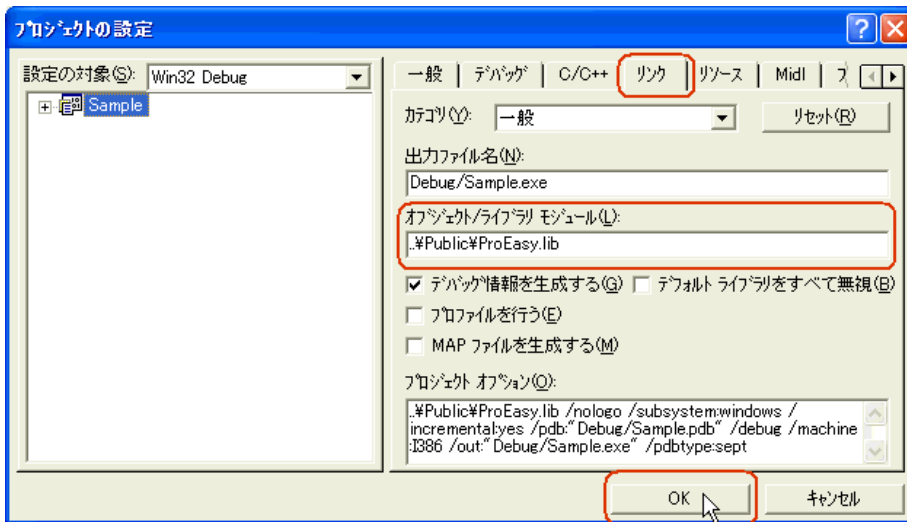 プロジェクトの設定
設定の対象(S): Win32 Debug
Sample
一般 デバッグ C/C++ リンク リソース Midl
カテゴリ(Y): 一般 リセット(R)
出力ファイル名(N):
Debug/Sample.exe
オブジェクト/ライブラリ モジュール(L):
..¥Public¥ProEasy.lib
デバッグ情報を生成する(G) デフォルト ライブラリをすべて無視(B)
プロファイルを行う(E)
MAP ファイルを生成する(M)
プロジェクト オプション(O):
..¥Public¥ProEasy.lib /nologo /subsystem:windows /
incremental:yes /pdb:"Debug/Sample.pdb" /debug /machine
:I386 /out:"Debug/Sample.exe" /pdbtype:sept
OK キャンセル